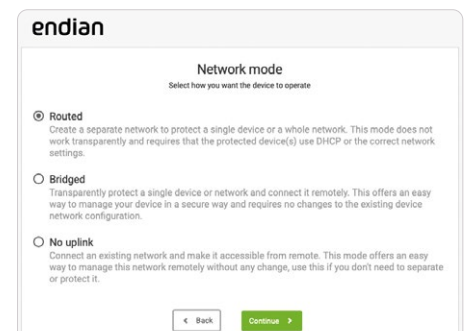 endian
Network mode
Select how you want the device to operate
Routed
Create a separate network to protect a single device or a whole network. This mode does not
work transparently and requires that the protected device(s) use DHCP or the correct network
settings.
Bridged
Transparently protect a single device or network and connect it remotely. This offers an easy
way to manage your device in a secure way and requires no changes to the existing device
network configuration.
No uplink
Connect an existing network and make it accessible from remote. This mode offers an easy
way to manage this network remotely without any change, use this if you don't need to separate
or protect it.
< Back Continue >